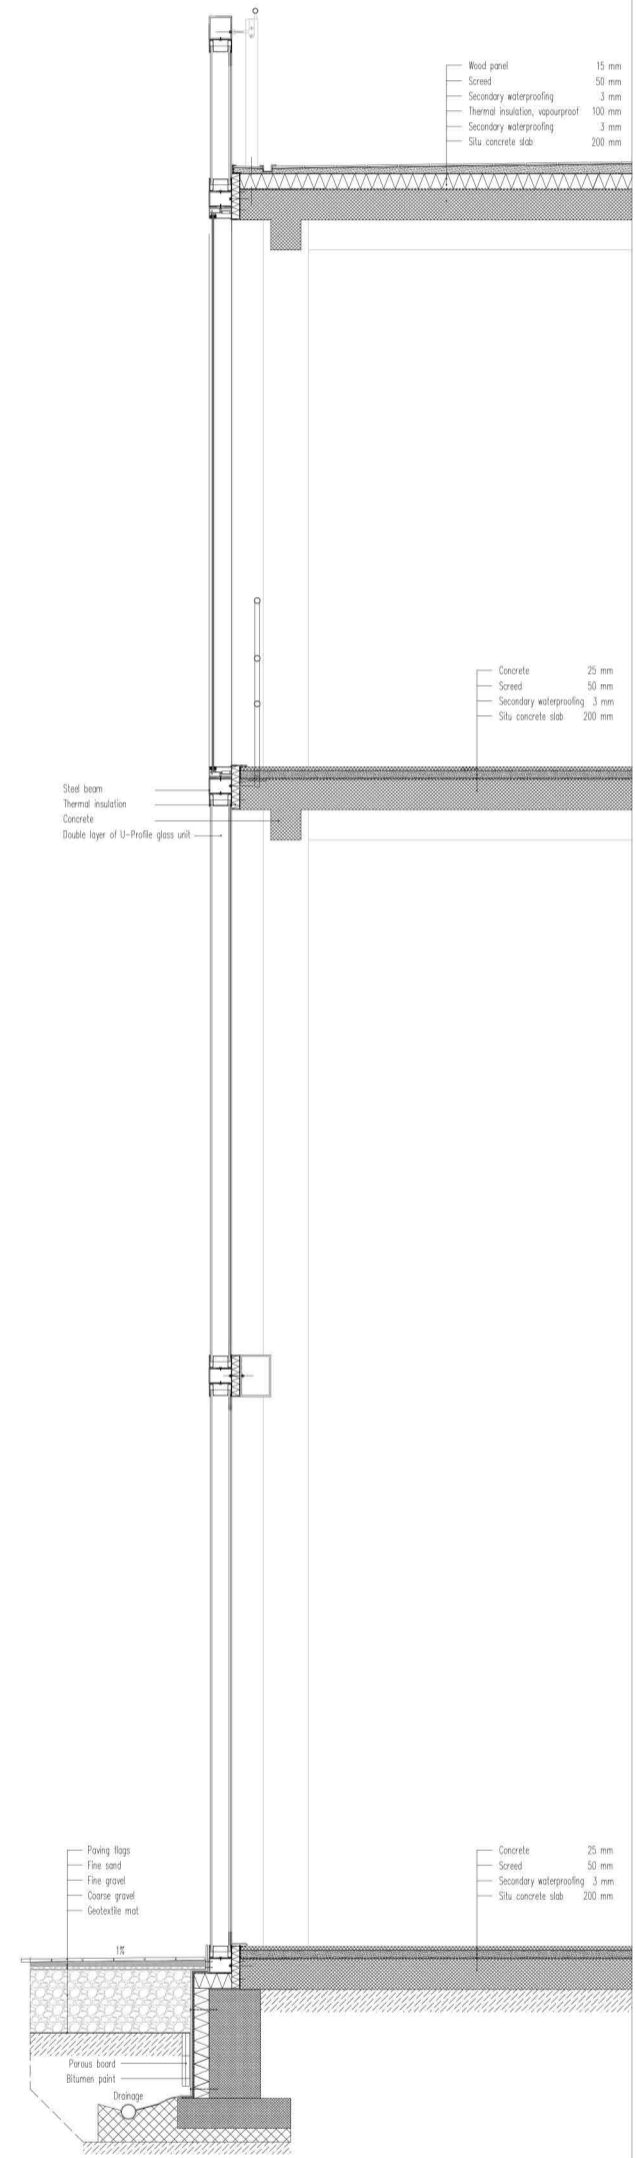 Wood panel 15 mm
Screed 50 mm
Secondary waterproofing 3 mm
Thermal insulation, vapourproof 100 mm
Secondary waterproofing 3 mm
Situ concrete slab 200 mm
Concrete 25 mm
Screed 50 mm
Secondary waterproofing 3 mm
Situ concrete slab 200 mm
Steel beam
Thermal insulation
Concrete
Double layer of U-Profile glass unit
Paving flags
Fine sand
Fine gravel
Coarse gravel
Geotextile mat
1%
Concrete 25 mm
Screed 50 mm
Secondary waterproofing 3 mm
Situ concrete slab 200 mm
Porous board
Bitumen paint
Drainage